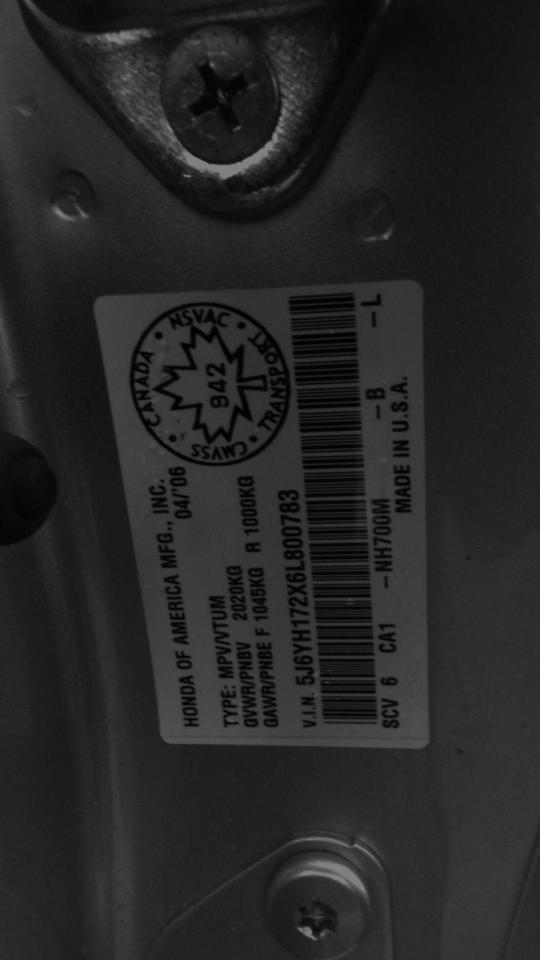 HONDA OF AMERICA MFG., INC.
04/'06
TYPE: MPV/VTUM
GVWR/PNBV 2020KG
GAWR/PNBE F 1045KG R 1000KG
V.I.N. 5J6YH172X6L800783
SCV 6 CA1 -NH700M -B -L
MADE IN U.S.A.
CANADA • NSVAC • TRANSPORT • CMVSS •
942